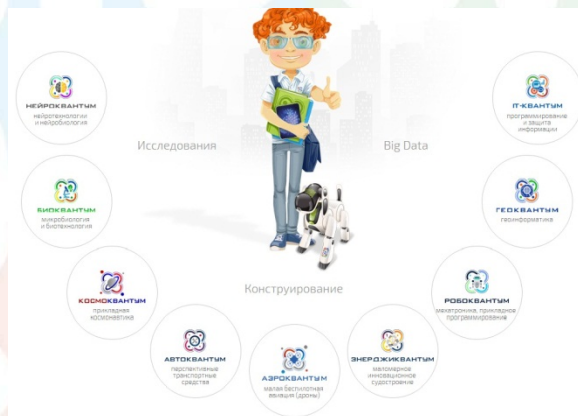 НЕЙРОКВАНТУМ
нейротехнологии
и нейробиология
IT-КВАНТУМ
программирование
и защита
информации
Исследования
Big Data
БИОКВАНТУМ
микробиология
и биотехнология
ГЕОКВАНТУМ
геоинформатика
КОСМОКВАНТУМ
прикладная
космонавтика
Конструирование
РОБОКВАНТУМ
мехатроника, прикладное
программирование
АВТОКВАНТУМ
перспективные
транспортные
средства
АЭРОКВАНТУМ
малая беспилотная
авиация (дроны)
ЭНЕРДЖИКВАНТУМ
маломерное
инновационное
судостроение